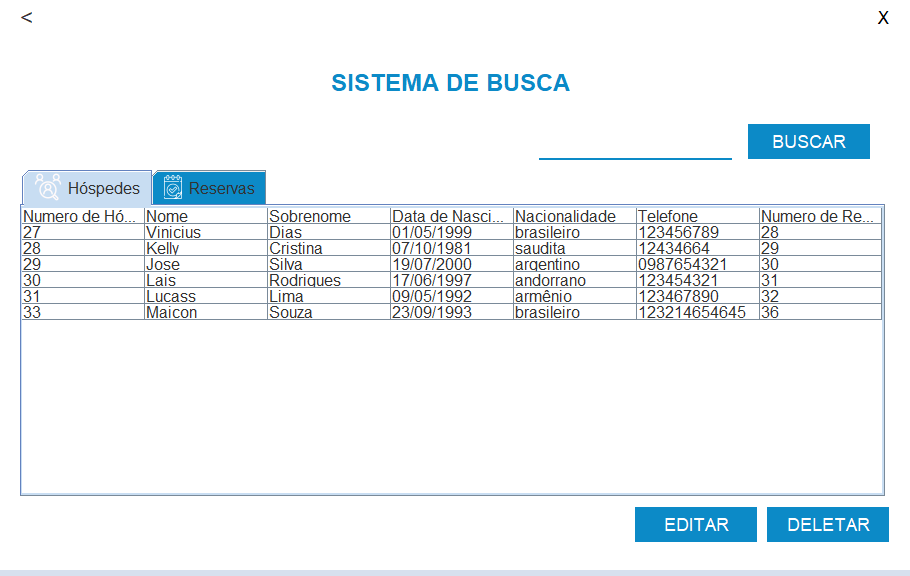 <
X
SISTEMA DE BUSCA
BUSCAR
Hóspedes Reservas
Numero de Hó... Nome Sobrenome Data de Nasci... Nacionalidade Telefone Numero de Re...
27 Vinicius Dias 01/05/1999 brasileiro 123456789 28
28 Kelly Cristina 07/10/1981 saudita 12434664 29
29 Jose Silva 19/07/2000 argentino 0987654321 30
30 Lais Rodrigues 17/06/1997 andorrano 123454321 31
31 Lucass Lima 09/05/1992 armênio 123467890 32
33 Maicon Souza 23/09/1993 brasileiro 123214654645 36
EDITAR DELETAR